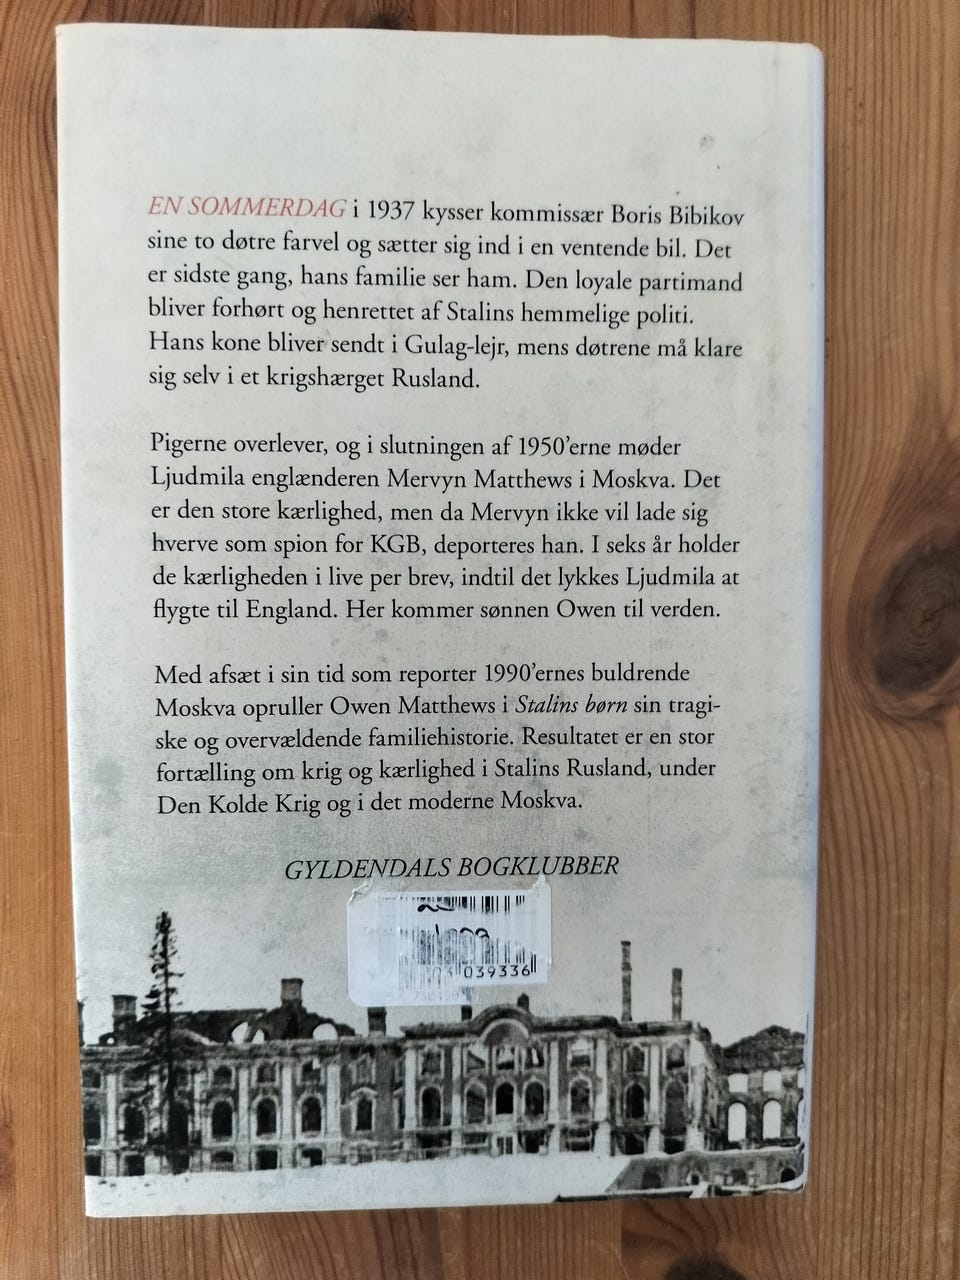 EN SOMMERDAG i 1937 kysser kommissær Boris Bibikov
sine to døtre farvel og sætter sig ind i en ventende bil. Det
er sidste gang, hans familie ser ham. Den loyale partimand
bliver forhørt og henrettet af Stalins hemmelige politi.
Hans kone bliver sendt i Gulag-lejr, mens døtrene må klare
sig selv i et krigshærget Rusland.
Pigerne overlever, og i slutningen af 1950'erne møder
Ljudmila englænderen Mervyn Matthews i Moskva. Det
er den store kærlighed, men da Mervyn ikke vil lade sig
hverve som spion for KGB, deporteres han. I seks år holder
de kærligheden i live per brev, indtil det lykkes Ljudmila at
flygte til England. Her kommer sønnen Owen til verden.
Med afsæt i sin tid som reporter 1990'ernes buldrende
Moskva opruller Owen Matthews i Stalins børn sin tragi-
ske og overvældende familiehistorie. Resultatet er en stor
fortælling om krig og kærlighed i Stalins Rusland, under
Den Kolde Krig og i det moderne Moskva.
GYLDENDALS BOGKLUBBER
039336